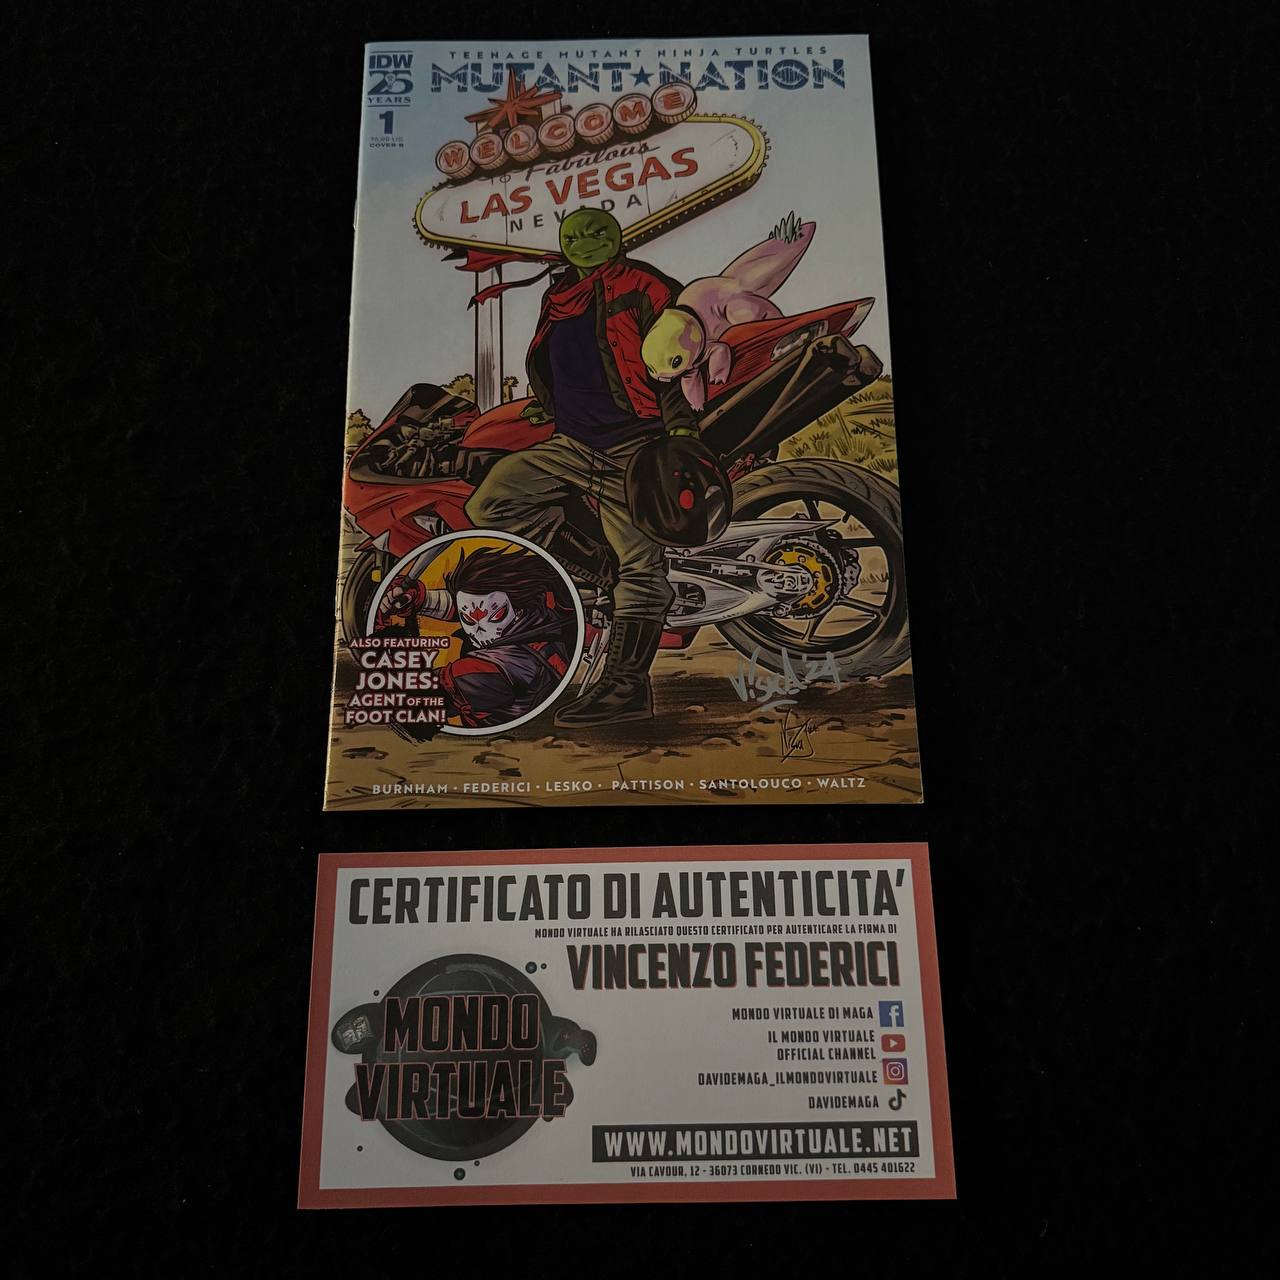 TEENAGE MUTANT NINJA TURTLES
MUTANT★NATION
IDW
25
YEARS
1
COVER B
WELCOME
TO Fabulous
LAS VEGAS
NEVADA
ALSO FEATURING
CASEY
JONES:
AGENT OF THE
FOOT CLAN!
'24
BURNHAM • FEDERICI • LESKO • PATTISON • SANTOLOUCO • WALTZ
CERTIFICATO DI AUTENTICITA'
MONDO VIRTUALE HA RILASCIATO QUESTO CERTIFICATO PER AUTENTICARE LA FIRMA DI
VINCENZO FEDERICI
MONDO
VIRTUALE
MONDO VIRTUALE DI MAGA
IL MONDO VIRTUALE
OFFICIAL CHANNEL
DAVIDEMAGA_ILMONDOVIRTUALE
DAVIDEMAGA
WWW.MONDOVIRTUALE.NET
VIA CAVOUR, 12 - 36073 CORNEDO VIC. (VI) - TEL. 0445 401622